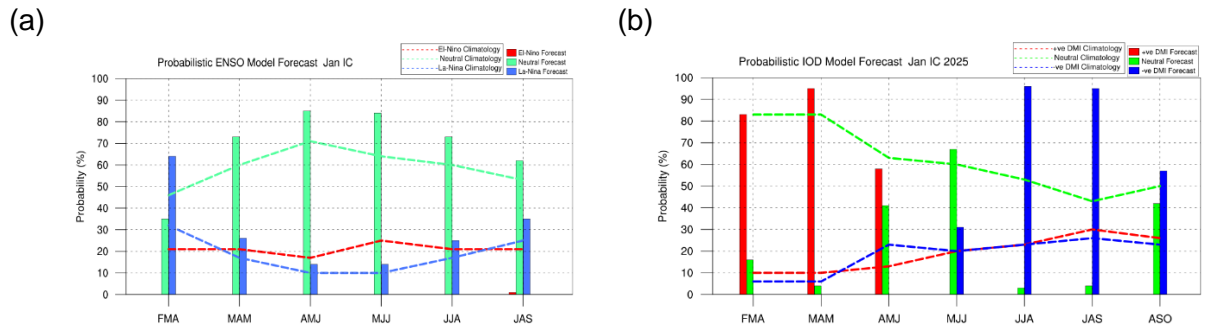 (a)
Probabilistic ENSO Model Forecast Jan IC
El-Nino Climatology
Neutral Climatology
La-Nina Climatology
El-Nino Forecast
Neutral Forecast
La-Nina Forecast
Probability (%)
100
90
80
70
60
50
40
30
20
10
0
FMA MAM AMJ MJJ JJA JAS
(b)
Probabilistic IOD Model Forecast Jan IC 2025
+ve DMI Climatology
Neutral Climatology
-ve DMI Climatology
+ve DMI Forecast
Neutral Forecast
-ve DMI Forecast
Probability (%)
100
90
80
70
60
50
40
30
20
10
0
FMA MAM AMJ MJJ JJA JAS ASO